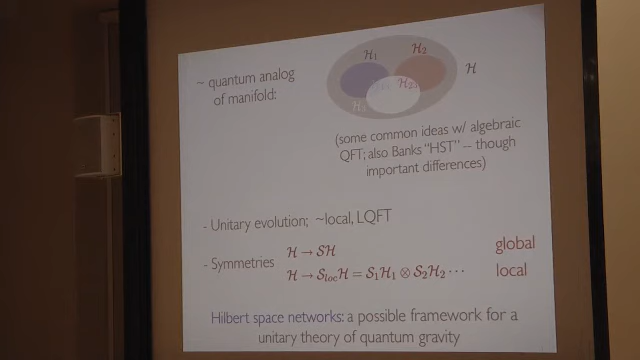 ~ quantum analog
of manifold:
ℋ₁
ℋ₂
ℋ
ℋ₂₃
(some common ideas w/ algebraic
QFT; also Banks "HST" -- though
important differences)
- Unitary evolution; ~local, LQFT
- Symmetries
ℋ → 𝒮ℋ global
ℋ → 𝒮loc ℋ = 𝒮₁ℋ₁ ⊗ 𝒮₂ℋ₂ ⋯ local
Hilbert space networks: a possible framework for a
unitary theory of quantum gravity